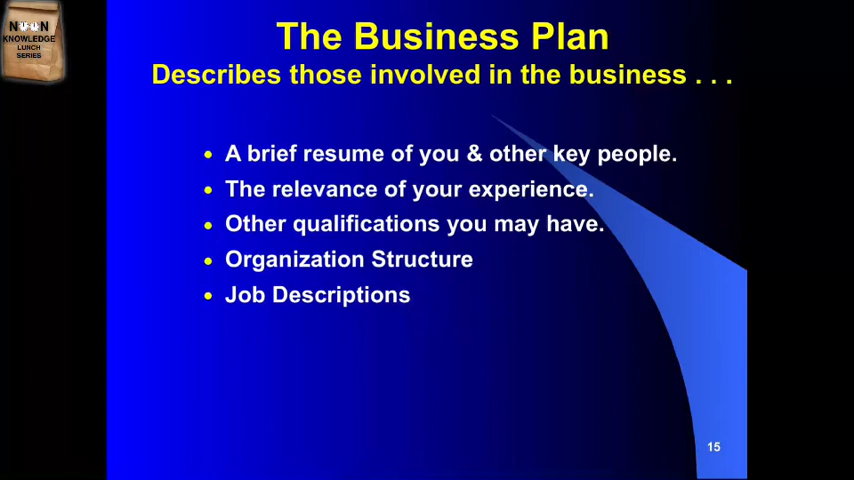 NOON
KNOWLEDGE
LUNCH
SERIES
The Business Plan
Describes those involved in the business . . .
• A brief resume of you & other key people.
• The relevance of your experience.
• Other qualifications you may have.
• Organization Structure
• Job Descriptions
15